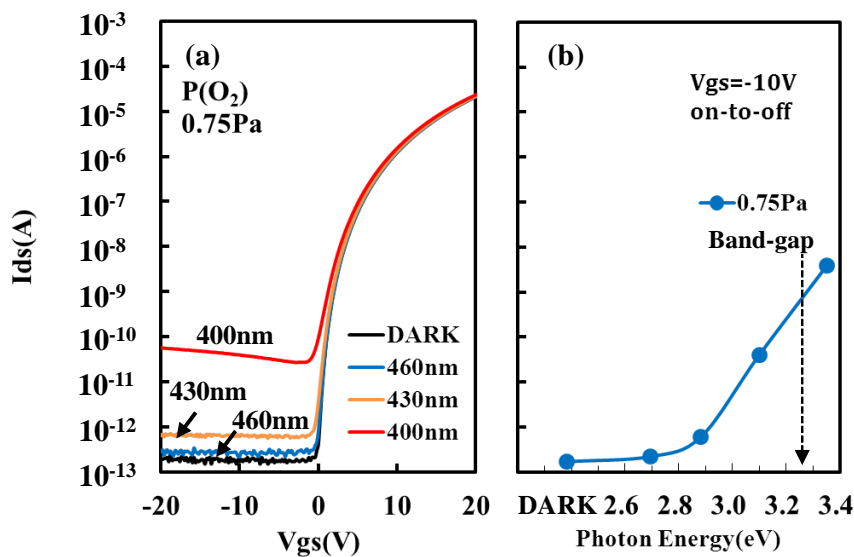 (a)
P(O₂)
0.75Pa
10⁻³
10⁻⁴
10⁻⁵
10⁻⁶
10⁻⁷
10⁻⁸
10⁻⁹
10⁻¹⁰
10⁻¹¹
10⁻¹²
10⁻¹³
Ids(A)
400nm
430nm
460nm
DARK
460nm
430nm
400nm
-20 -10 0 10 20
Vgs(V)
(b)
Vgs=-10V
on-to-off
0.75Pa
Band-gap
DARK 2.6 2.8 3.0 3.2 3.4
Photon Energy(eV)